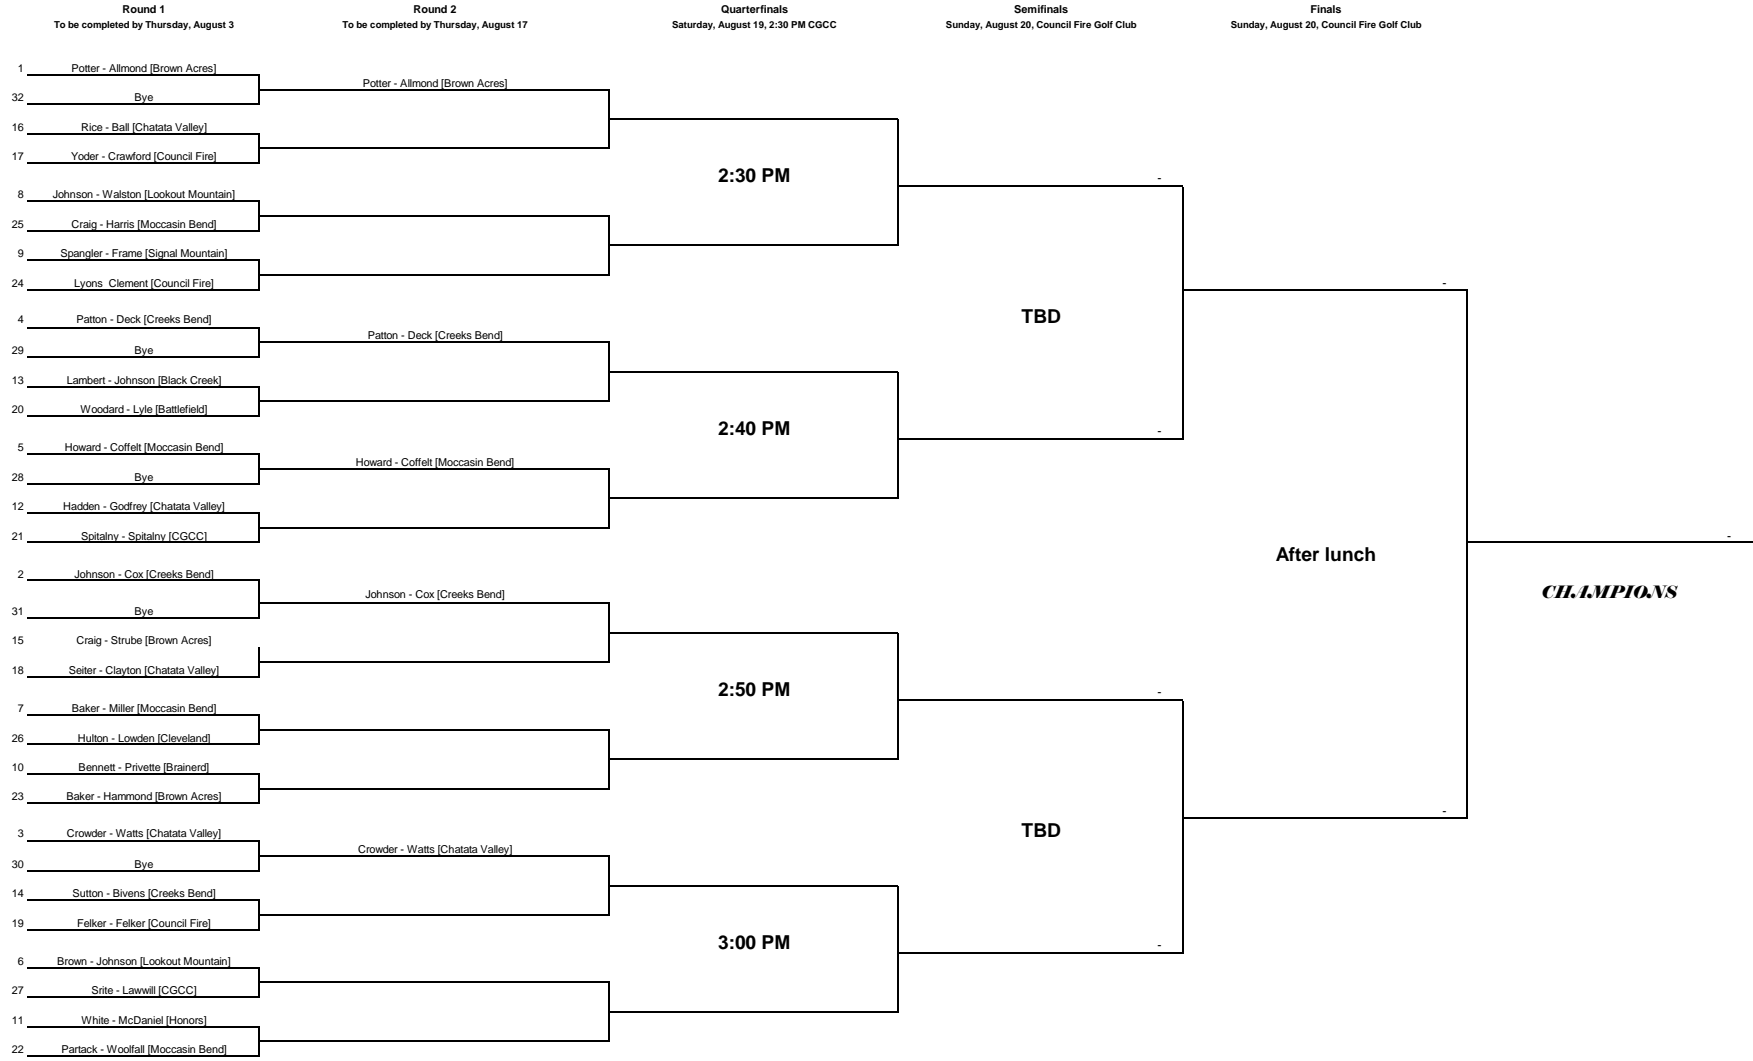 Round 1
To be completed by Thursday, August 3
Round 2
To be completed by Thursday, August 17
Quarterfinals
Saturday, August 19, 2:30 PM CGCC
Semifinals
Sunday, August 20, Council Fire Golf Club
Finals
Sunday, August 20, Council Fire Golf Club
1 Potter - Allmond [Brown Acres]
32 Bye
16 Rice - Ball [Chatata Valley]
17 Yoder - Crawford [Council Fire]
8 Johnson - Walston [Lookout Mountain]
25 Craig - Harris [Moccasin Bend]
9 Spangler - Frame [Signal Mountain]
24 Lyons Clement [Council Fire]
4 Patton - Deck [Creeks Bend]
29 Bye
13 Lambert - Johnson [Black Creek]
20 Woodard - Lyle [Battlefield]
5 Howard - Coffelt [Moccasin Bend]
28 Bye
12 Hadden - Godfrey [Chatata Valley]
21 Spitalny - Spitalny [CGCC]
2 Johnson - Cox [Creeks Bend]
31 Bye
15 Craig - Strube [Brown Acres]
18 Seiter - Clayton [Chatata Valley]
7 Baker - Miller [Moccasin Bend]
26 Hulton - Lowden [Cleveland]
10 Bennett - Privette [Brainerd]
23 Baker - Hammond [Brown Acres]
3 Crowder - Watts [Chatata Valley]
30 Bye
14 Sutton - Bivens [Creeks Bend]
19 Felker - Felker [Council Fire]
6 Brown - Johnson [Lookout Mountain]
27 Srite - Lawwill [CGCC]
11 White - McDaniel [Honors]
22 Partack - Woolfall [Moccasin Bend]
Potter - Allmond [Brown Acres]
Patton - Deck [Creeks Bend]
Howard - Coffelt [Moccasin Bend]
Johnson - Cox [Creeks Bend]
Crowder - Watts [Chatata Valley]
2:30 PM
2:40 PM
2:50 PM
3:00 PM
-
TBD
-
-
TBD
-
-
After lunch
-
-
CHAMPIONS